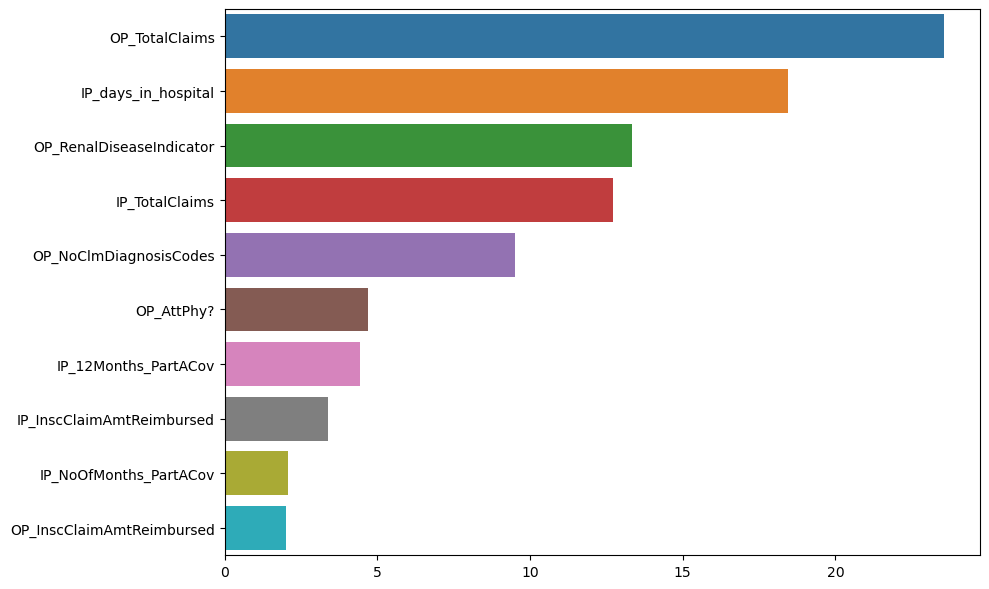 OP_TotalClaims
IP_days_in_hospital
OP_RenalDiseaseIndicator
IP_TotalClaims
OP_NoClmDiagnosisCodes
OP_AttPhy?
IP_12Months_PartACov
IP_InscClaimAmtReimbursed
IP_NoOfMonths_PartACov
OP_InscClaimAmtReimbursed
0 5 10 15 20